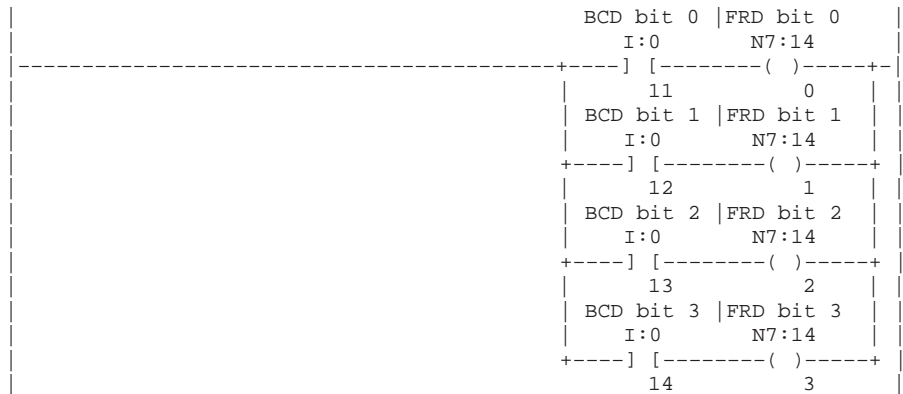 |                                             BCD bit 0 |FRD bit 0    |
|                                                I:0      N7:14       |
|------------------------------------------+----] [--------( )-----+-|
|                                          |      11          0    | |
|                                          | BCD bit 1 |FRD bit 1  | |
|                                          |    I:0      N7:14     | |
|                                          +----] [--------( )-----+ |
|                                          |      12          1    | |
|                                          | BCD bit 2 |FRD bit 2  | |
|                                          |    I:0      N7:14     | |
|                                          +----] [--------( )-----+ |
|                                          |      13          2    | |
|                                          | BCD bit 3 |FRD bit 3  | |
|                                          |    I:0      N7:14     | |
|                                          +----] [--------( )-----+ |
|                                                 14          3      |